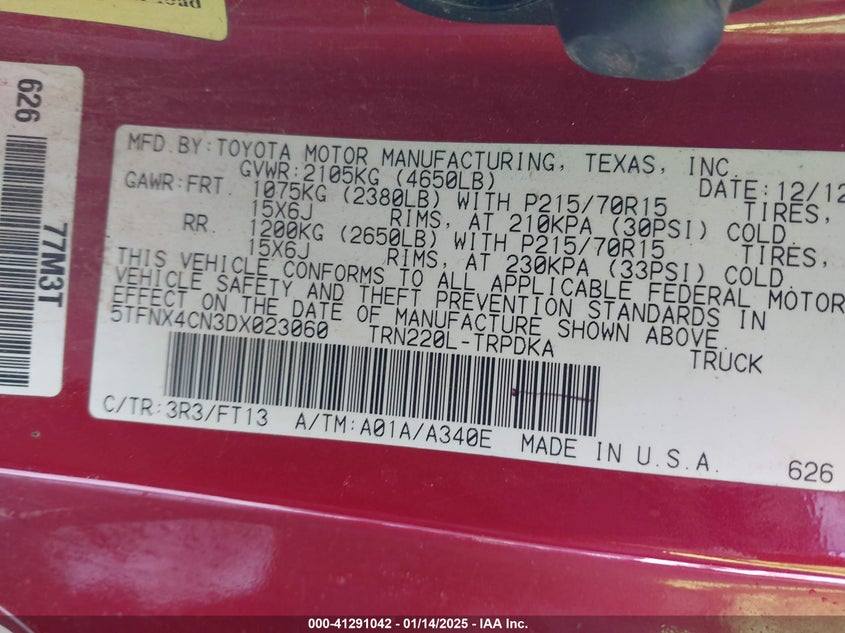 626
77M3T
MFD. BY: TOYOTA MOTOR MANUFACTURING, TEXAS, INC.
GVWR: 2105KG (4650LB) DATE: 12/12
GAWR: FRT. 1075KG (2380LB) WITH P215/70R15 TIRES,
15X6J RIMS, AT 210KPA (30PSI) COLD.
RR. 1200KG (2650LB) WITH P215/70R15 TIRES,
15X6J RIMS, AT 230KPA (33PSI) COLD.
THIS VEHICLE CONFORMS TO ALL APPLICABLE FEDERAL MOTOR
VEHICLE SAFETY AND THEFT PREVENTION STANDARDS IN
EFFECT ON THE DATE OF MANUFACTURE SHOWN ABOVE.
5TFNX4CN3DX023060 TRN220L-TRPDKA TRUCK
C/TR: 3R3/FT13 A/TM: A01A/A340E MADE IN U.S.A.
626
000-41291042 - 01/14/2025 - IAA Inc.